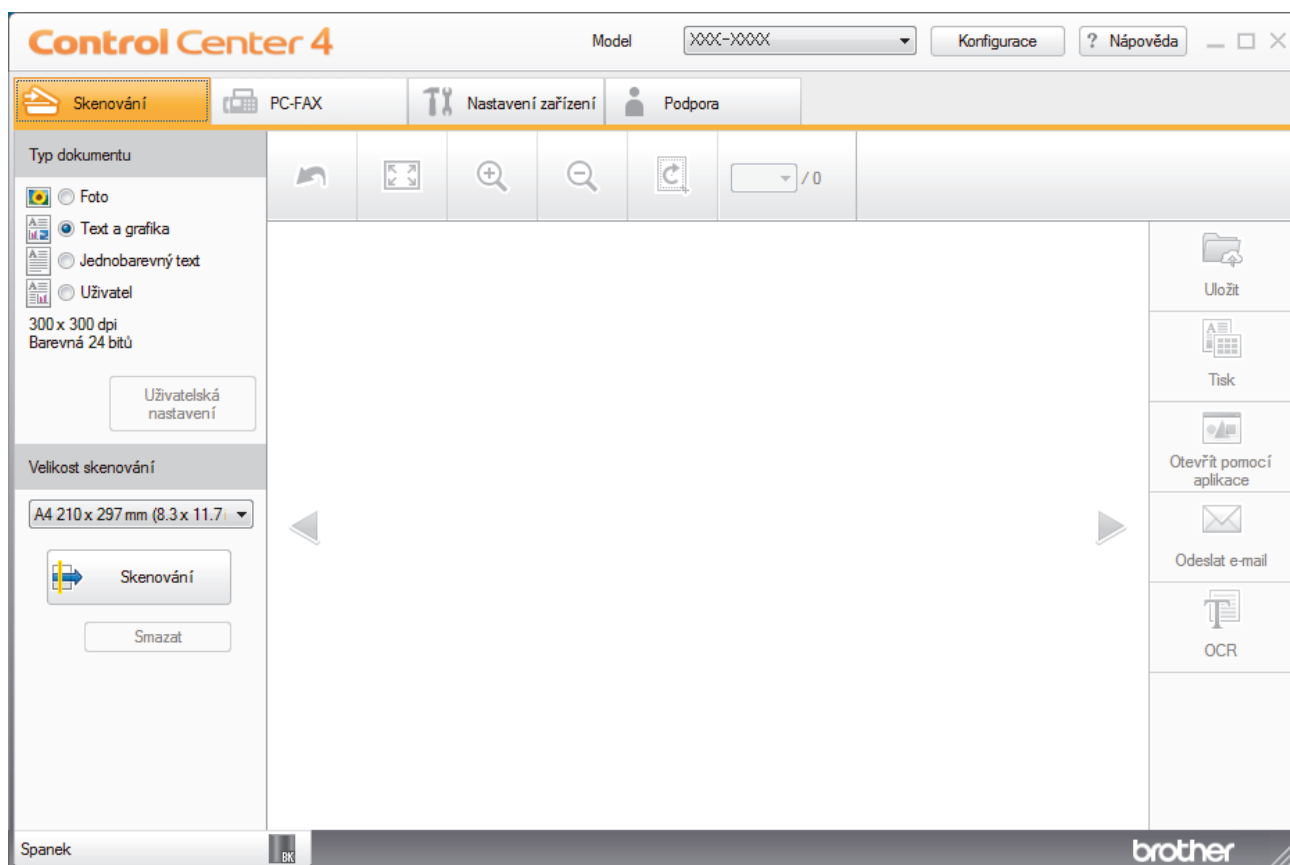 Control Center 4
Model
XXX-XXXX
Konfigurace
? Nápověda
Skenování
PC-FAX
Nastavení zařízení
Podpora
Typ dokumentu
/ 0
Foto
Text a grafika
Jednobarevný text
Uživatel
300 x 300 dpi
Barevná 24 bitů
Uživatelská
nastavení
Velikost skenování
A4 210 x 297 mm (8.3 x 11.7
Skenování
Smazat
Uložit
Tisk
Otevřít pomocí
aplikace
Odeslat e-mail
OCR
Spanek
BK
brother